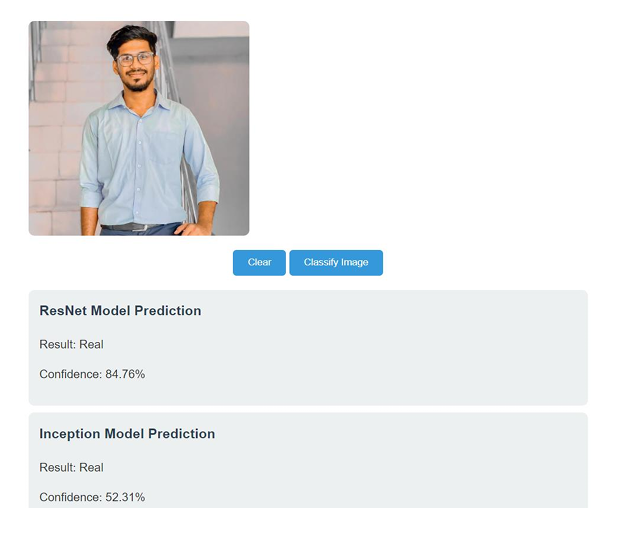 Clear
Classify Image
ResNet Model Prediction
Result: Real
Confidence: 84.76%
Inception Model Prediction
Result: Real
Confidence: 52.31%